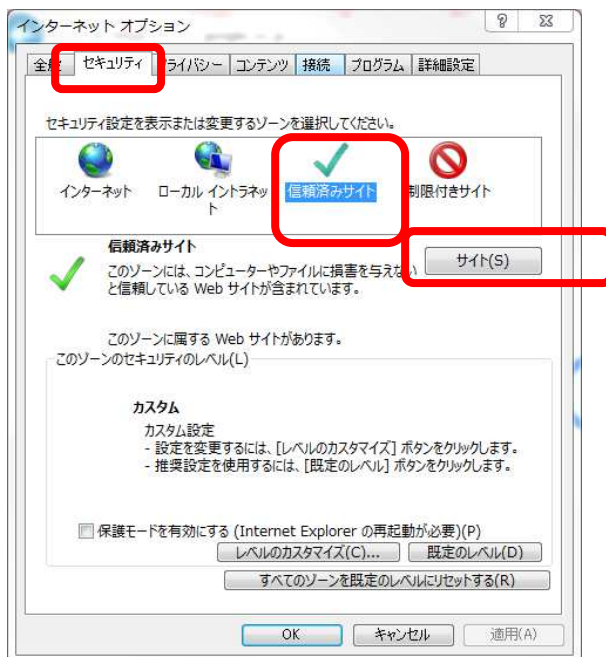 インターネット オプション
全般 セキュリティ プライバシー コンテンツ 接続 プログラム 詳細設定
セキュリティ設定を表示または変更するゾーンを選択してください。
インターネット ローカル イントラネット 信頼済みサイト 制限付きサイト
信頼済みサイト
サイト(S)
このゾーンには、コンピューターやファイルに損害を与えない
と信頼している Web サイトが含まれています。
このゾーンに属する Web サイトがあります。
このゾーンのセキュリティのレベル(L)
カスタム
カスタム設定
- 設定を変更するには、[レベルのカスタマイズ] ボタンをクリックします。
- 推奨設定を使用するには、[既定のレベル] ボタンをクリックします。
保護モードを有効にする (Internet Explorer の再起動が必要)(P)
レベルのカスタマイズ(C)... 既定のレベル(D)
すべてのゾーンを既定のレベルにリセットする(R)
OK キャンセル 適用(A)